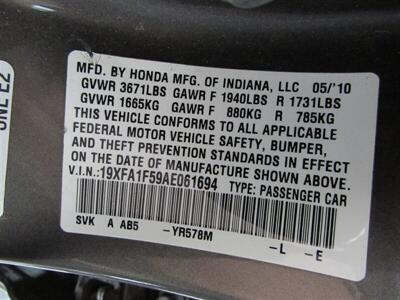 MFD. BY HONDA MFG. OF INDIANA, LLC 05/'10
GVWR 3671LBS GAWR F 1940LBS R 1731LBS
GVWR 1665KG GAWR F 880KG R 785KG
THIS VEHICLE CONFORMS TO ALL APPLICABLE
FEDERAL MOTOR VEHICLE SAFETY, BUMPER,
AND THEFT PREVENTION STANDARDS IN EFFECT
ON THE DATE OF MANUFACTURE SHOWN ABOVE.
V.I.N.:19XFA1F59AE061694 TYPE: PASSENGER CAR
SVK A AB5 -YR578M -L -E